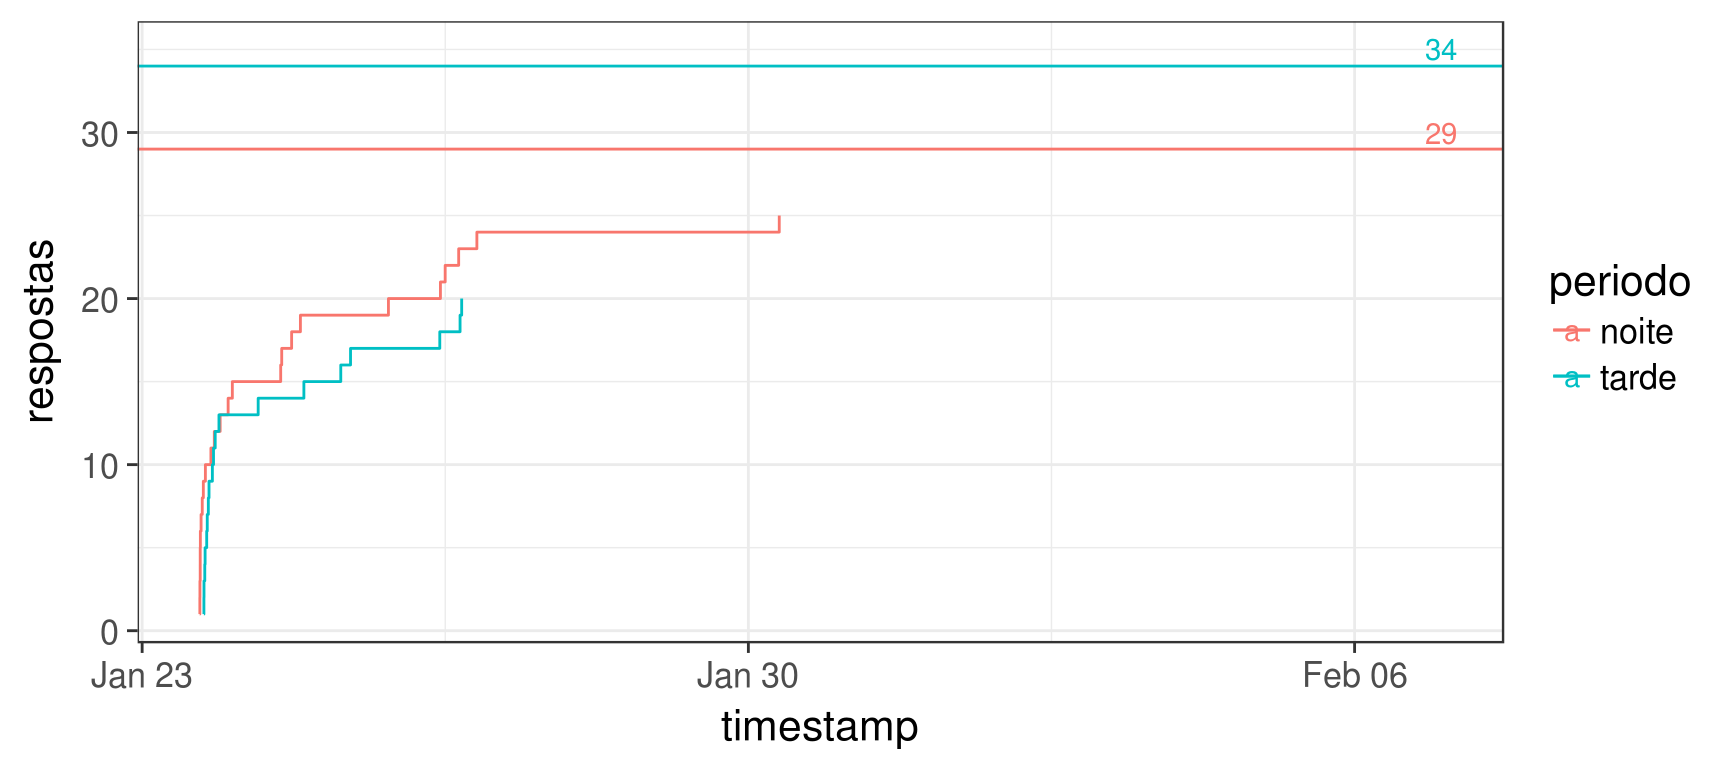 34
29
30
20
10
0
respostas
Jan 23
Jan 30
Feb 06
timestamp
periodo
a noite
a tarde